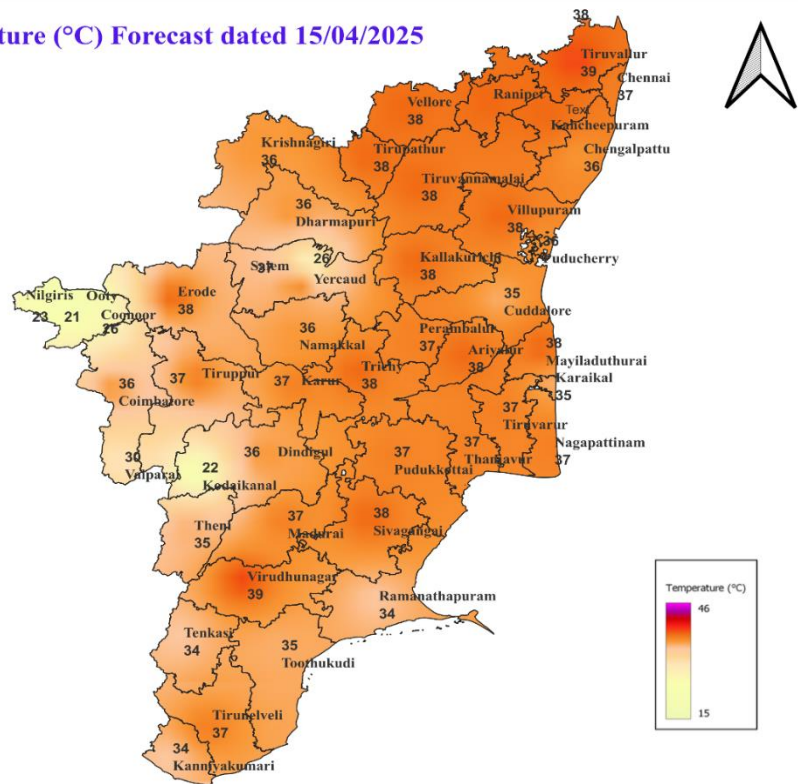 ture (°C) Forecast dated 15/04/2025
38
Tiruvallur
39
Chennai
37
Vellore
38
Ranipet
Tex
Kancheepuram
Krishnagiri
36
Tirupathur
38
Chengalpattu
36
Tiruvannamalai
38
36
Dharmapuri
Villupuram
38
36
Puducherry
Salem
37
26
Yercaud
Kallakurichi
38
Nilgiris
23
Ooty
21
Coonoor
26
Erode
38
35
Cuddalore
36
Namakkal
Perambalur
37
Ariyalur
38
38
Mayiladuthurai
Karaikal
35
36
Coimbatore
37
Tiruppur
37
Karur
Trichy
38
37
Tiruvarur
Nagapattinam
37
30
Valparai
22
Kodaikanal
36
Dindigul
37
Pudukkottai
37
Thanjavur
Theni
35
37
Madurai
38
Sivagangai
Virudhunagar
39
Ramanathapuram
34
Tenkasi
34
35
Toothukudi
Tirunelveli
37
34
Kanniyakumari
Temperature (°C)
46
15